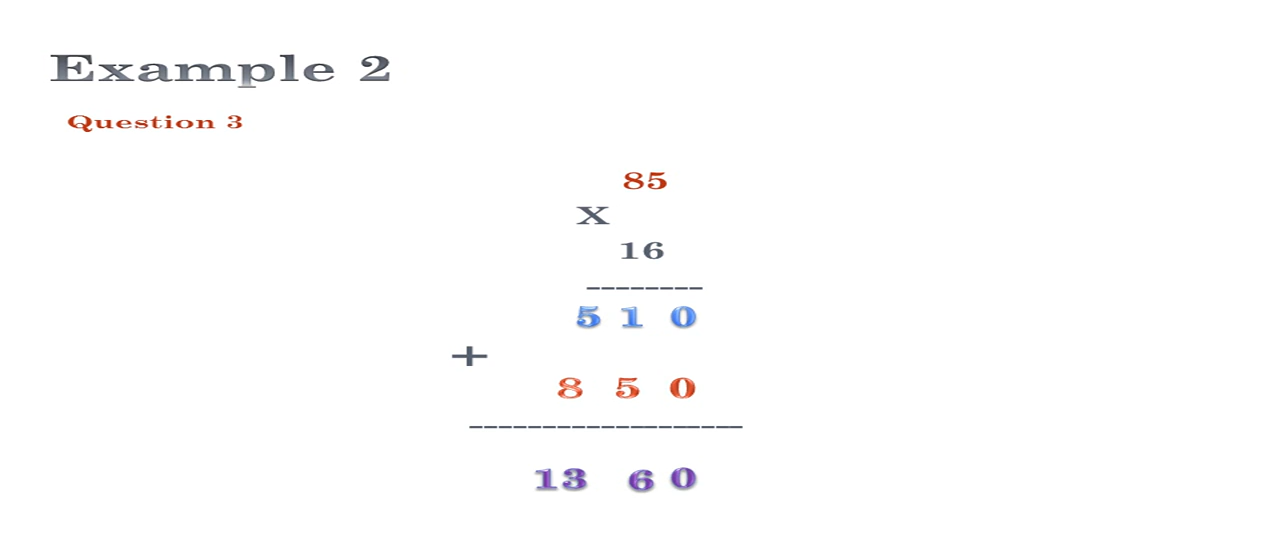 Example 2
Question 3
85
X
16
--------
5 1 0
+
8 5 0
-------------------
13 6 0